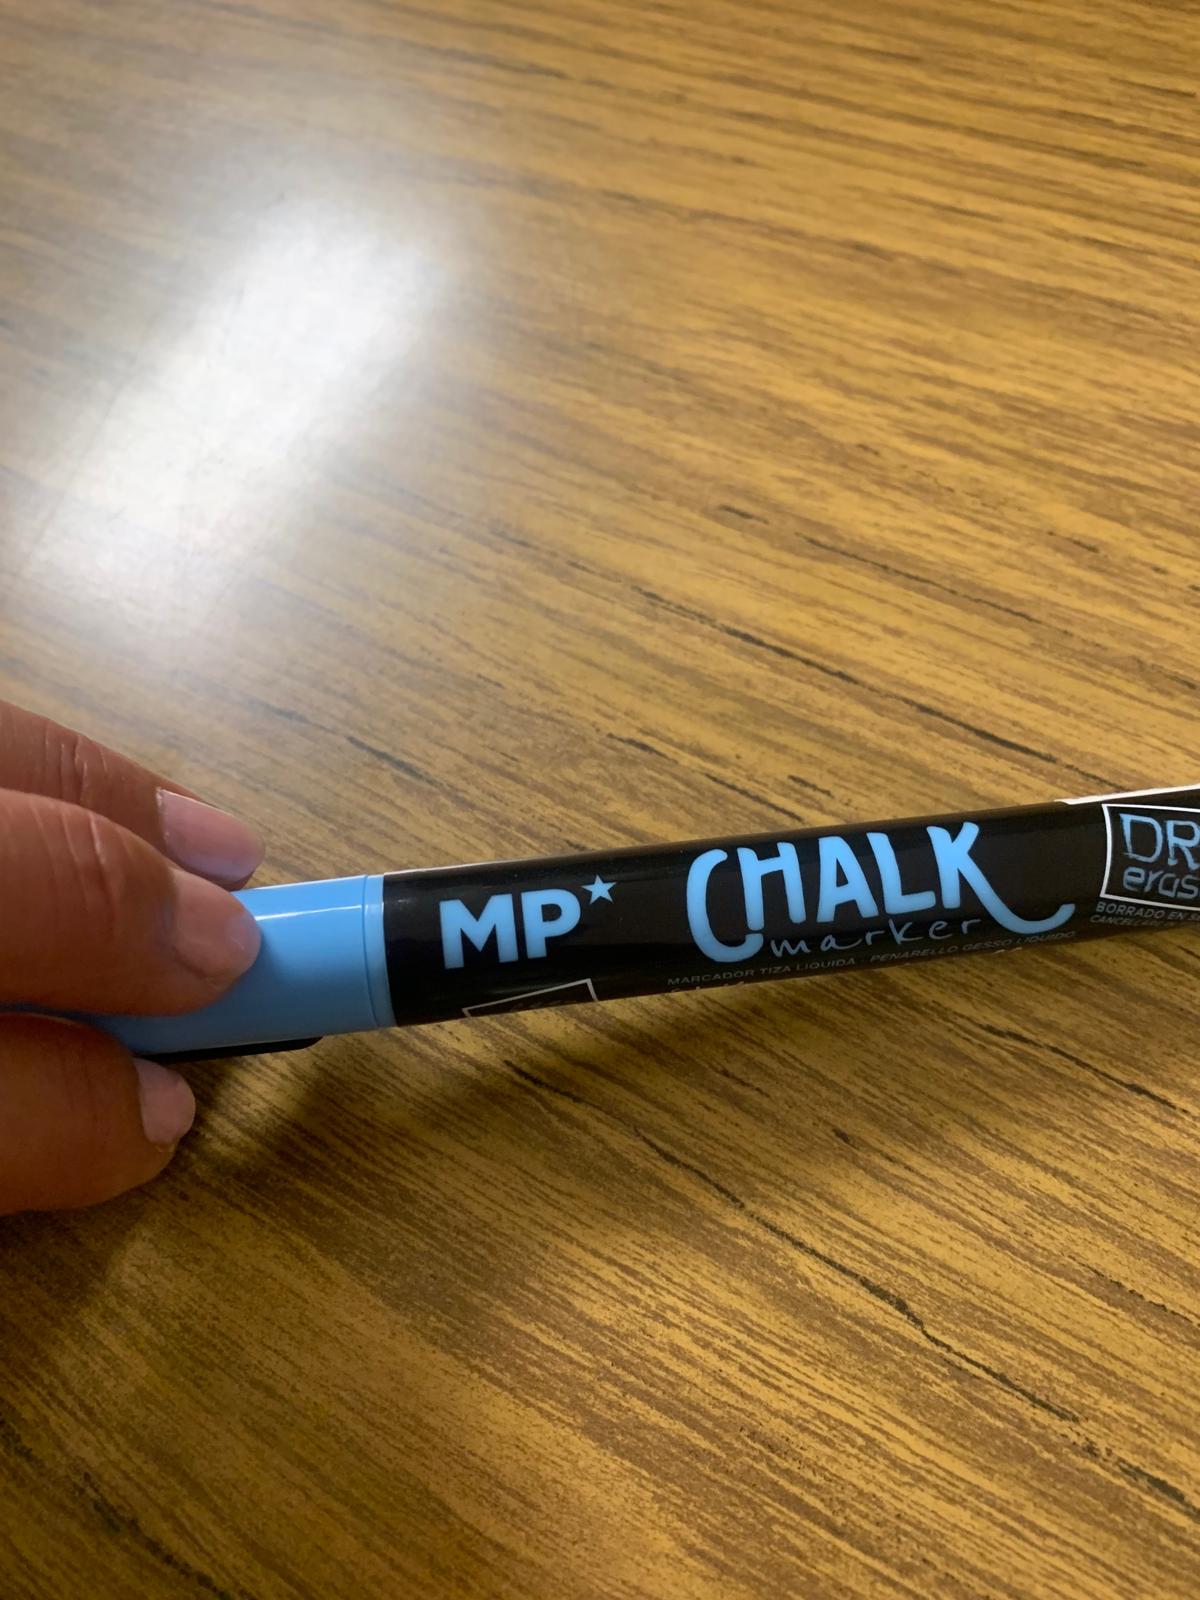 MP★
CHALK
marker
MARCADOR TIZA LIQUIDA · PENARELLO GESSO LIQUIDO
DR
eras
BORRADO EN